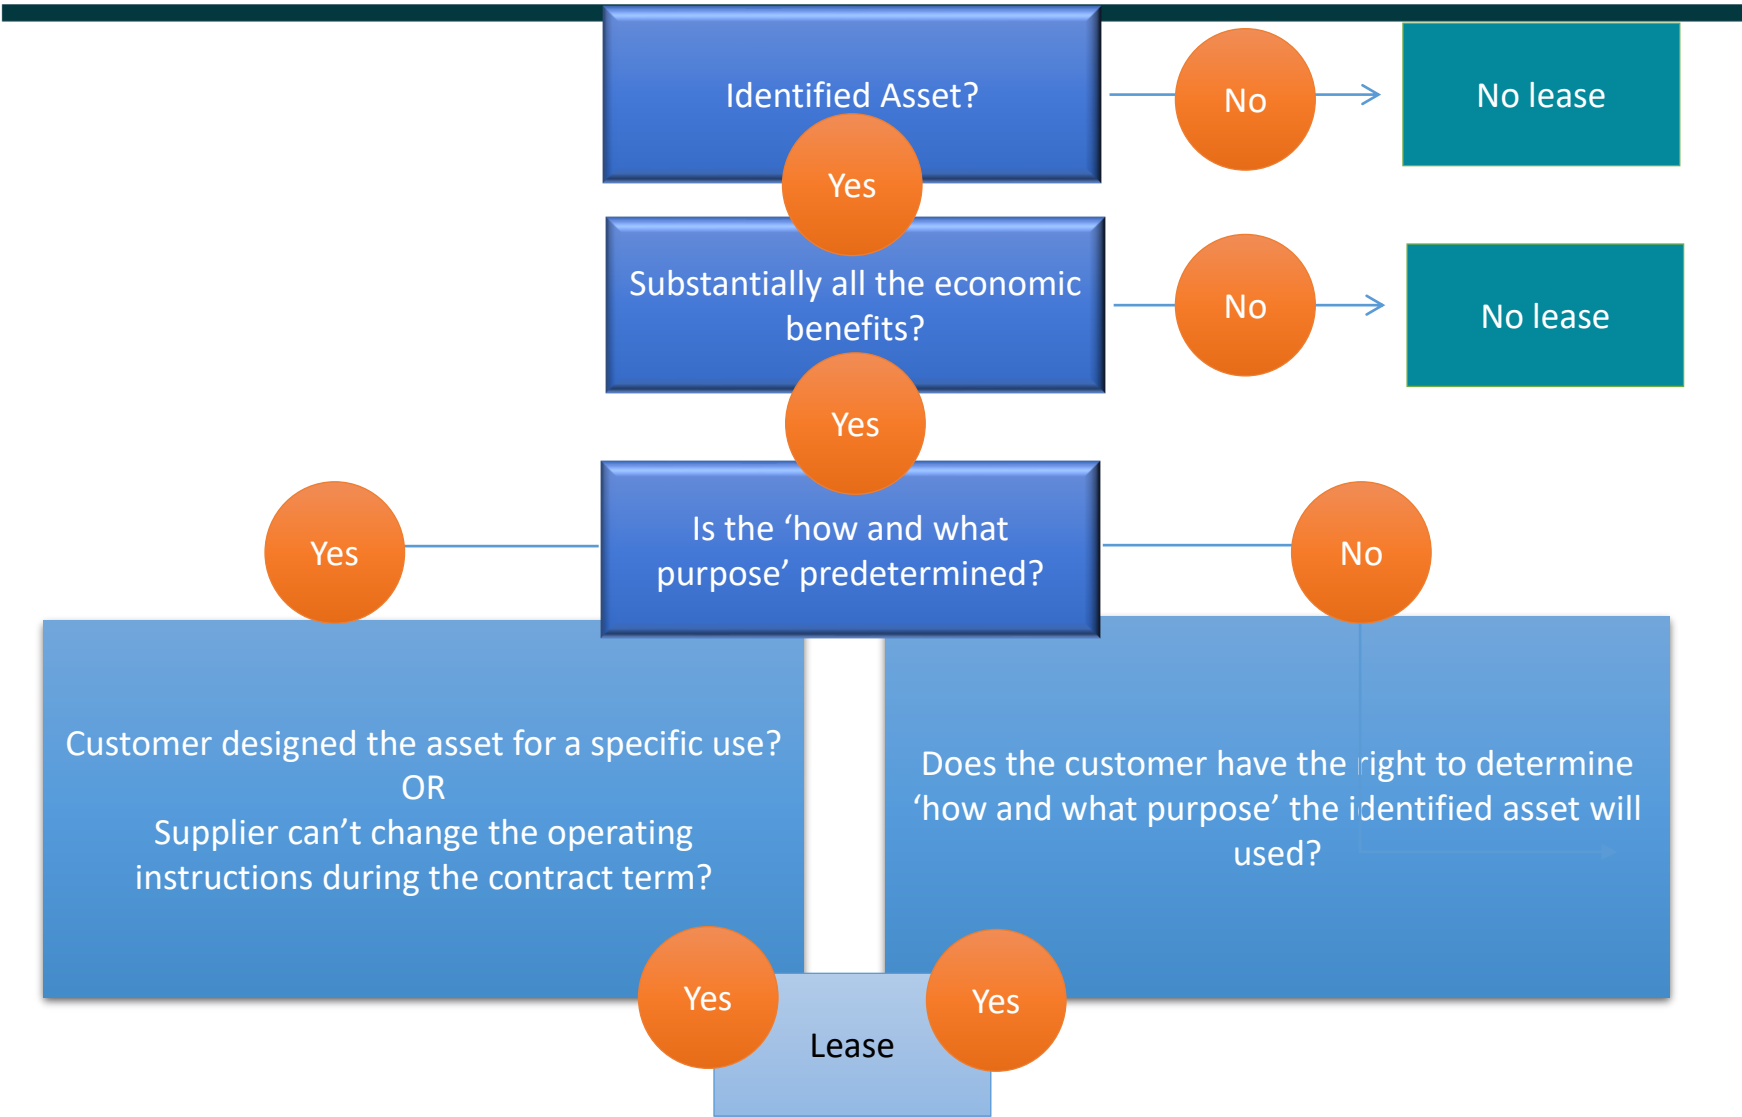 Identified Asset?
No
No lease
Yes
Substantially all the economic
benefits?
No
No lease
Yes
Is the ‘how and what
purpose’ predetermined?
Yes
No
Customer designed the asset for a specific use?
OR
Supplier can’t change the operating
instructions during the contract term?
Does the customer have the right to determine
‘how and what purpose’ the identified asset will
used?
Yes
Yes
Lease